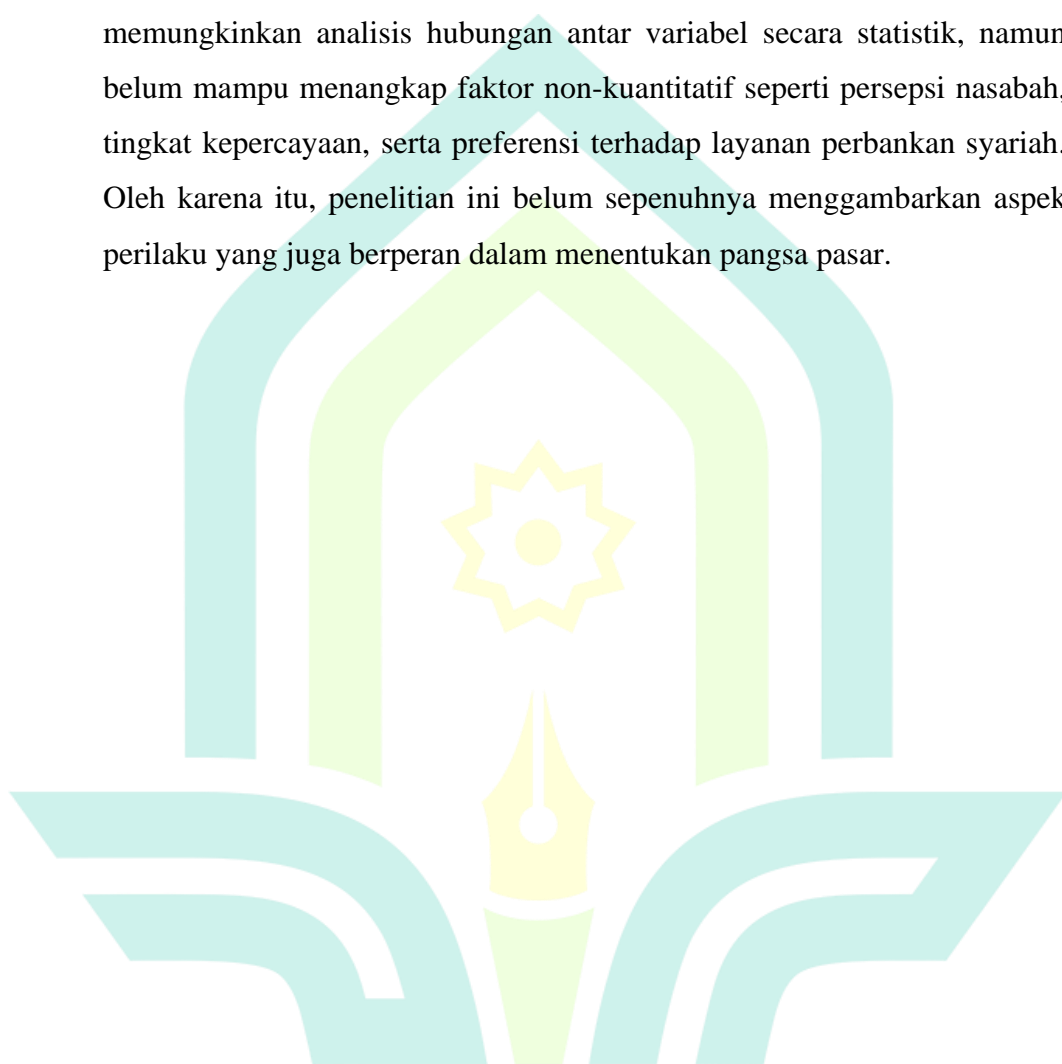 memungkinkan analisis hubungan antar variabel secara statistik, namun
belum mampu menangkap faktor non-kuantitatif seperti persepsi nasabah,
tingkat kepercayaan, serta preferensi terhadap layanan perbankan syariah.
Oleh karena itu, penelitian ini belum sepenuhnya menggambarkan aspek
perilaku yang juga berperan dalam menentukan pangsa pasar.